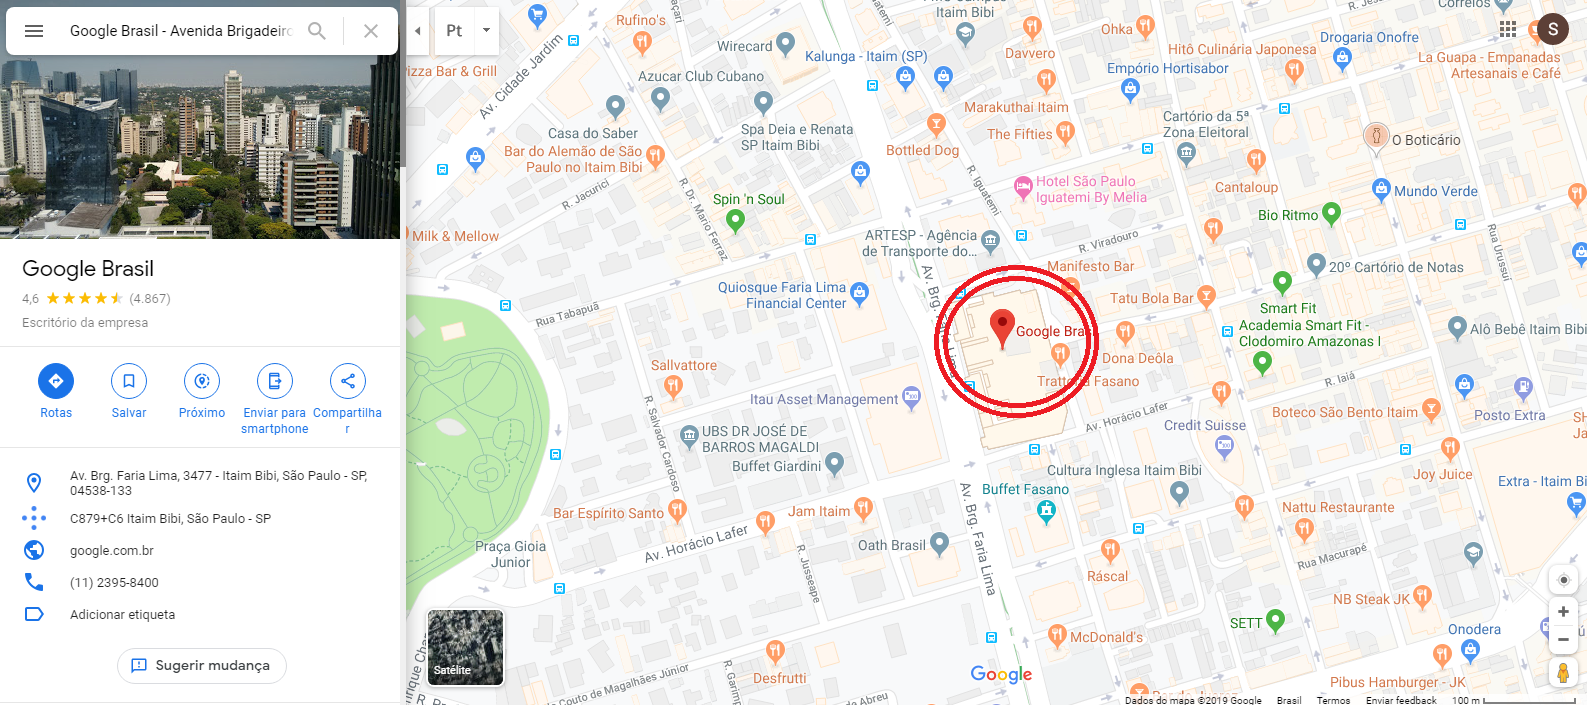 Google Brasil - Avenida Brigadeiro
Google Brasil
4,6
(4.867)
Escritório da empresa
Rotas
Salvar
Próximo
Enviar para
smartphone
Compartilha
r
Av. Brg. Faria Lima, 3477 - Itaim Bibi, São Paulo - SP,
04538-133
C879+C6 Itaim Bibi, São Paulo - SP
google.com.br
(11) 2395-8400
Adicionar etiqueta
Sugerir mudança
Pt
S
Rufino's
Itaim Bibi
Ohka
Correios
Wirecard
Davvero
Kalunga - Itaim (SP)
Hitô Culinária Japonesa
Drogaria Onofre
Empório Hortisabor
La Guapa - Empanadas
Artesanais e Café
izza Bar & Grill
Av. Cidade Jardim
Azucar Club Cubano
Marakuthai Itaim
Casa do Saber
Spa Deia e Renata
SP Itaim Bibi
The Fifties
Cartório da 5ª
Zona Eleitoral
O Boticário
Bar do Alemão de São
Paulo no Itaim Bibi
Bottled Dog
R. Jacurici
R. Dr. Mario Ferraz
R. Iguatemi
Hotel São Paulo
Iguatemi By Melia
Cantaloup
Mundo Verde
Spin 'n Soul
Bio Ritmo
Milk & Mellow
ARTESP - Agência
de Transporte do...
R. Viradouro
Rua Urussuí
Manifesto Bar
20º Cartório de Notas
Quiosque Faria Lima
Financial Center
Av. Brg. Faria Lima
Tatu Bola Bar
Smart Fit
Academia Smart Fit -
Clodomiro Amazonas I
Rua Tabapuã
Google Bras
Alô Bebê Itaim Bibi
Dona Deôla
Sallvattore
Trattoria Fasano
R. Iaiá
Itau Asset Management
R. Salvador Cardoso
Av. Horácio Lafer
Boteco São Bento Itaim
Posto Extra
Credit Suisse
UBS DR JOSÉ DE
BARROS MAGALDI
Buffet Giardini
Cultura Inglesa Itaim Bibi
Joy Juice
Buffet Fasano
Extra - Itaim Bi
Bar Espírito Santo
Jam Itaim
Nattu Restaurante
Av. Horácio Lafer
Av. Brg. Faria Lima
Praça Gioia
Junior
Oath Brasil
R. Jusseape
Ráscal
Rua Macurapé
NB Steak JK
SETT
McDonald's
Onodera
Satélite
Desfrutti
Couto de Magalhães Júnior
R. Garimp
Abreu
Google
Pibus Hamburger - JK
Dados do mapa ©2019 Google
Brasil
Termos
Enviar feedback
100 m